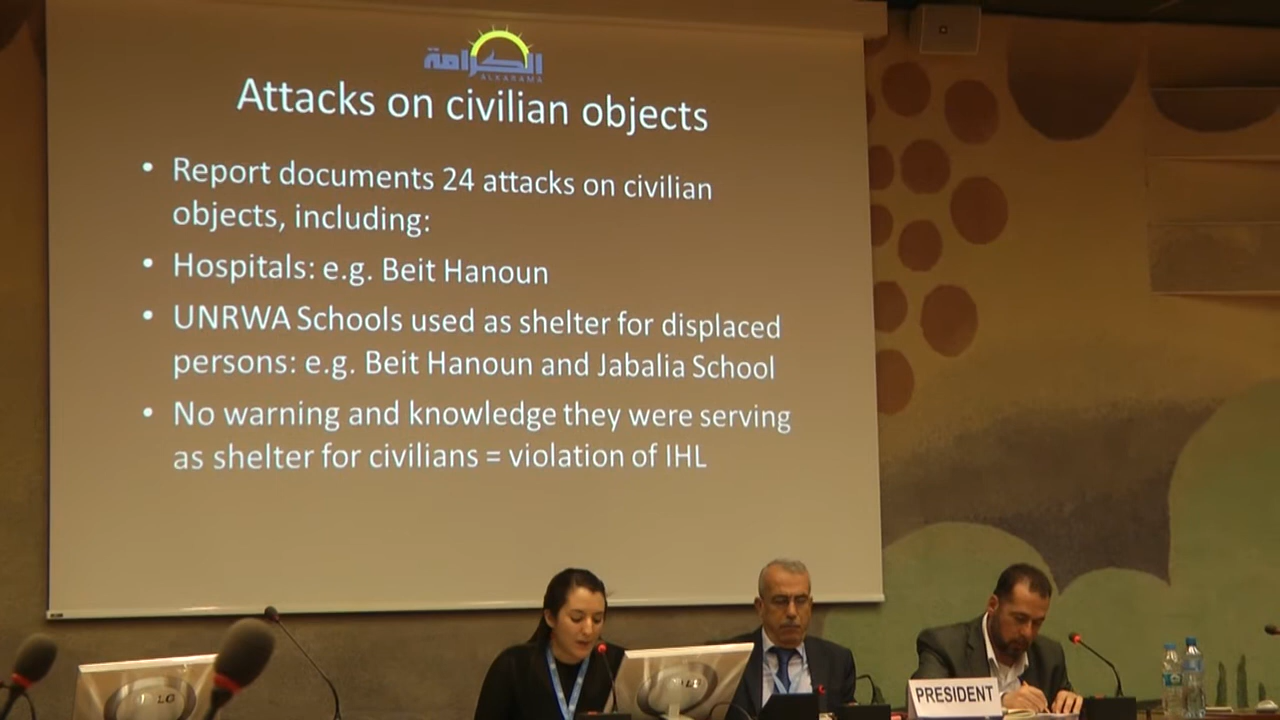 الكرامة
ALKARAMA
Attacks on civilian objects
• Report documents 24 attacks on civilian
objects, including:
• Hospitals: e.g. Beit Hanoun
• UNRWA Schools used as shelter for displaced
persons: e.g. Beit Hanoun and Jabalia School
• No warning and knowledge they were serving
as shelter for civilians = violation of IHL
LG
PRESIDENT